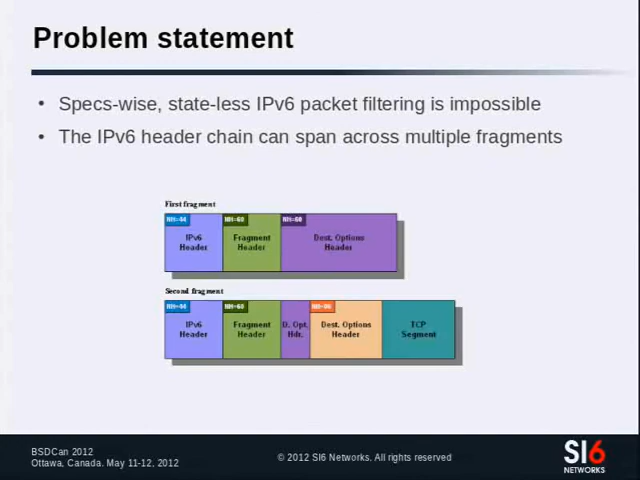 Problem statement
• Specs-wise, state-less IPv6 packet filtering is impossible
• The IPv6 header chain can span across multiple fragments
First fragment
NH=44 NH=60 NH=60
IPv6 Fragment Dest. Options
Header Header Header
Second fragment
NH=44 NH=60
IPv6 Fragment D. Opt. Dest. Options TCP
Header Header Hdr. Header Segment
BSDCan 2012
Ottawa, Canada. May 11-12, 2012
© 2012 SI6 Networks. All rights reserved
SI6
NETWORKS